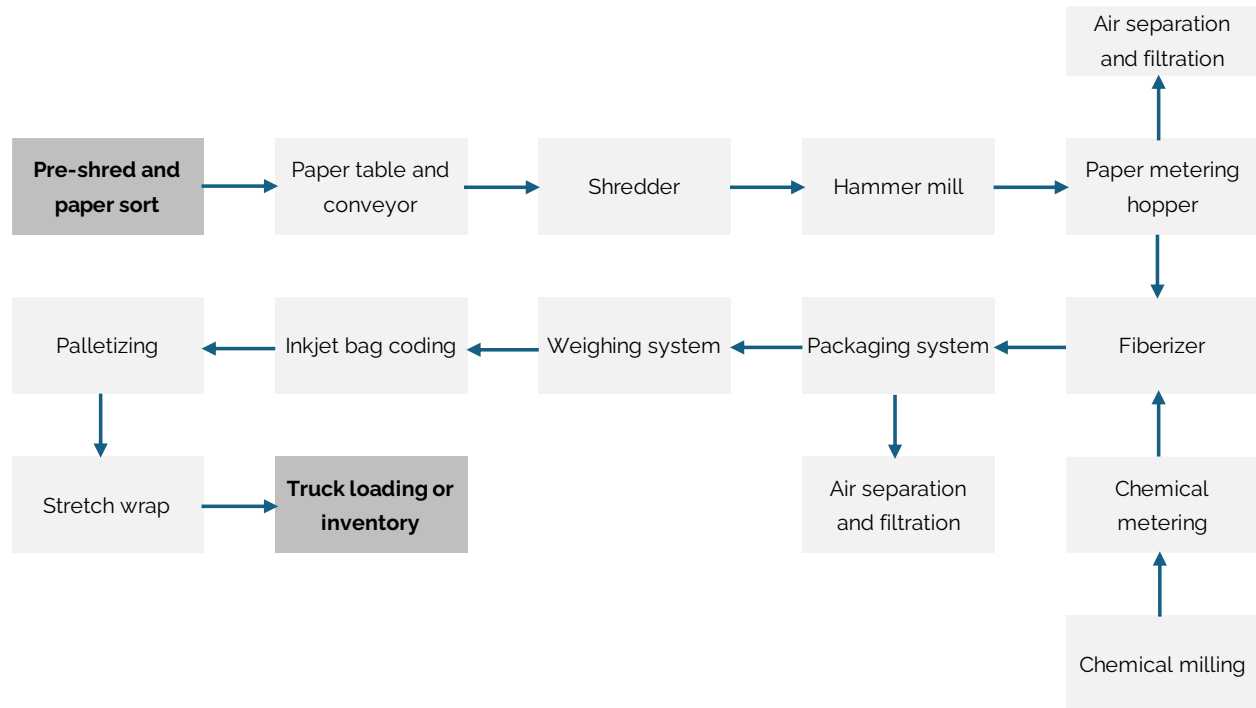 Air separation
and filtration
Pre-shred and
paper sort
Paper table and
conveyor
Shredder
Hammer mill
Paper metering
hopper
Palletizing
Inkjet bag coding
Weighing system
Packaging system
Fiberizer
Stretch wrap
Truck loading or
inventory
Air separation
and filtration
Chemical
metering
Chemical milling